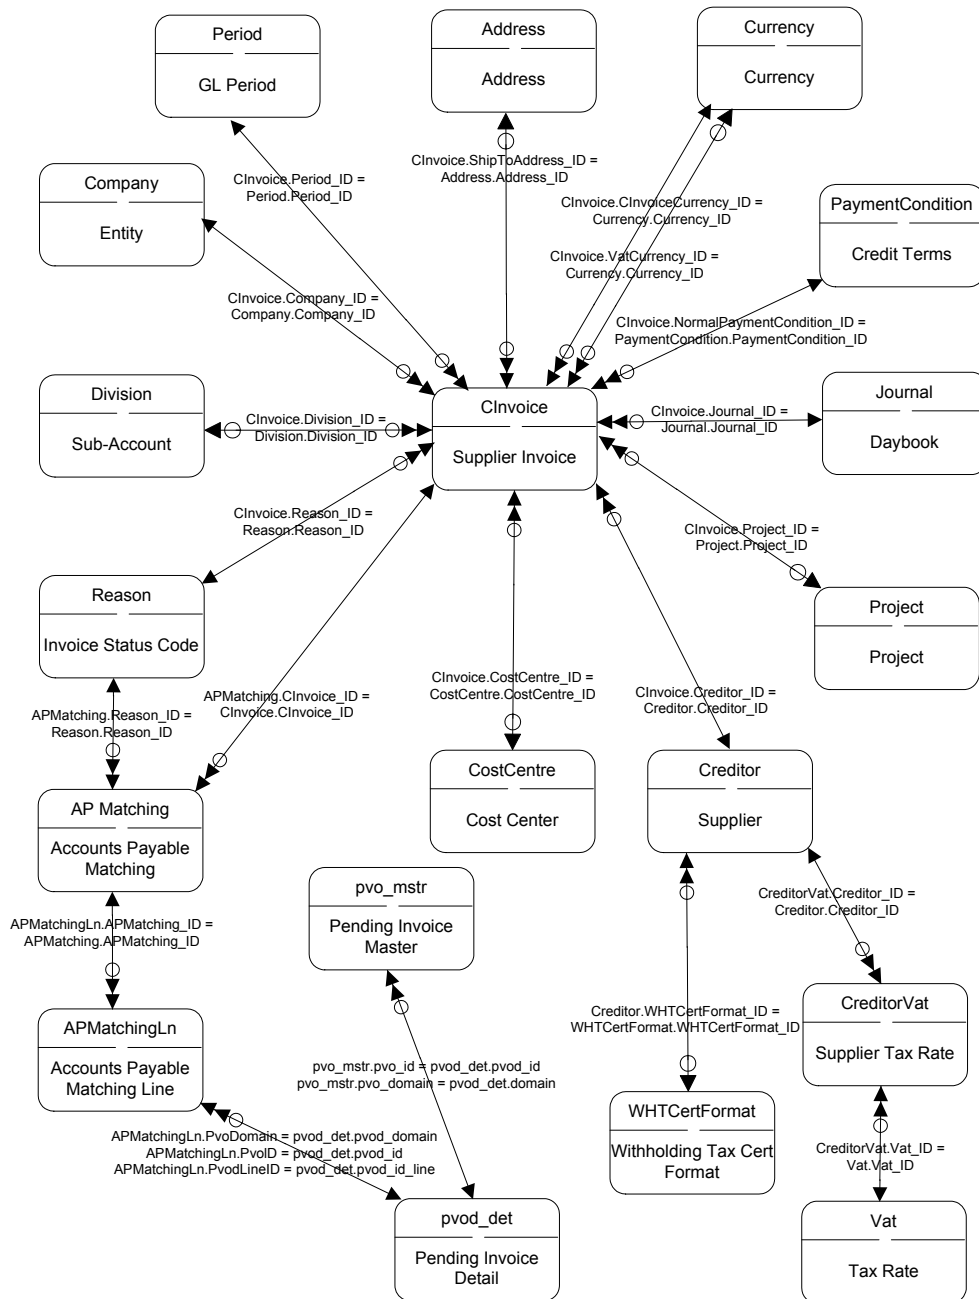 Period
GL Period
Address
Address
Currency
Currency
CInvoice.ShipToAddress_ID =
Address.Address_ID
CInvoice.Period_ID =
Period.Period_ID
Company
Entity
CInvoice.CInvoiceCurrency_ID =
Currency.Currency_ID
PaymentCondition
Credit Terms
CInvoice.VatCurrency_ID =
Currency.Currency_ID
CInvoice.Company_ID =
Company.Company_ID
CInvoice.NormalPaymentCondition_ID =
PaymentCondition.PaymentCondition_ID
Division
Sub-Account
CInvoice.Division_ID =
Division.Division_ID
CInvoice
Supplier Invoice
CInvoice.Journal_ID =
Journal.Journal_ID
Journal
Daybook
CInvoice.Reason_ID =
Reason.Reason_ID
CInvoice.Project_ID =
Project.Project_ID
Reason
Invoice Status Code
Project
Project
APMatching.Reason_ID =
Reason.Reason_ID
APMatching.CInvoice_ID =
CInvoice.CInvoice_ID
CInvoice.CostCentre_ID =
CostCentre.CostCentre_ID
CInvoice.Creditor_ID =
Creditor.Creditor_ID
AP Matching
Accounts Payable
Matching
CostCentre
Cost Center
Creditor
Supplier
pvo_mstr
Pending Invoice
Master
APMatchingLn.APMatching_ID =
APMatching.APMatching_ID
CreditorVat.Creditor_ID =
Creditor.Creditor_ID
APMatchingLn
Accounts Payable
Matching Line
Creditor.WHTCertFormat_ID =
WHTCertFormat.WHTCertFormat_ID
CreditorVat
Supplier Tax Rate
pvo_mstr.pvo_id = pvod_det.pvod_id
pvo_mstr.pvo_domain = pvod_det.domain
WHTCertFormat
Withholding Tax Cert
Format
APMatchingLn.PvoDomain = pvod_det.pvod_domain
APMatchingLn.PvoID = pvod_det.pvod_id
APMatchingLn.PvodLineID = pvod_det.pvod_id_line
CreditorVat.Vat_ID =
Vat.Vat_ID
pvod_det
Pending Invoice
Detail
Vat
Tax Rate